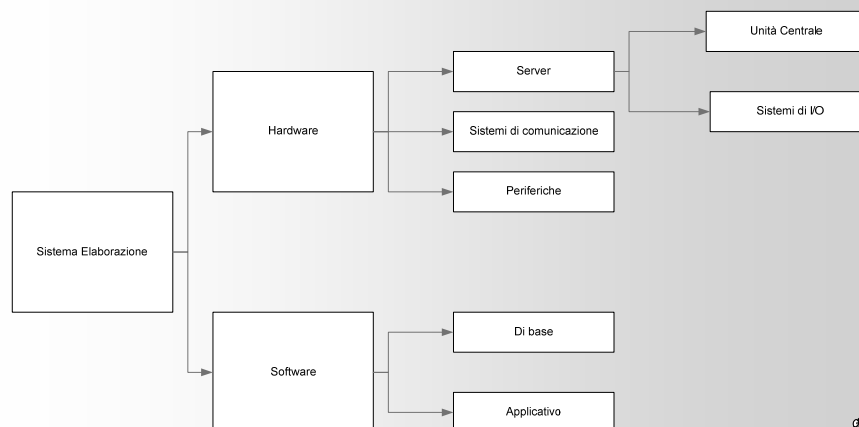 Unità Centrale
Server
Sistemi di I/O
Hardware
Sistemi di comunicazione
Periferiche
Sistema Elaborazione
Di base
Software
Applicativo